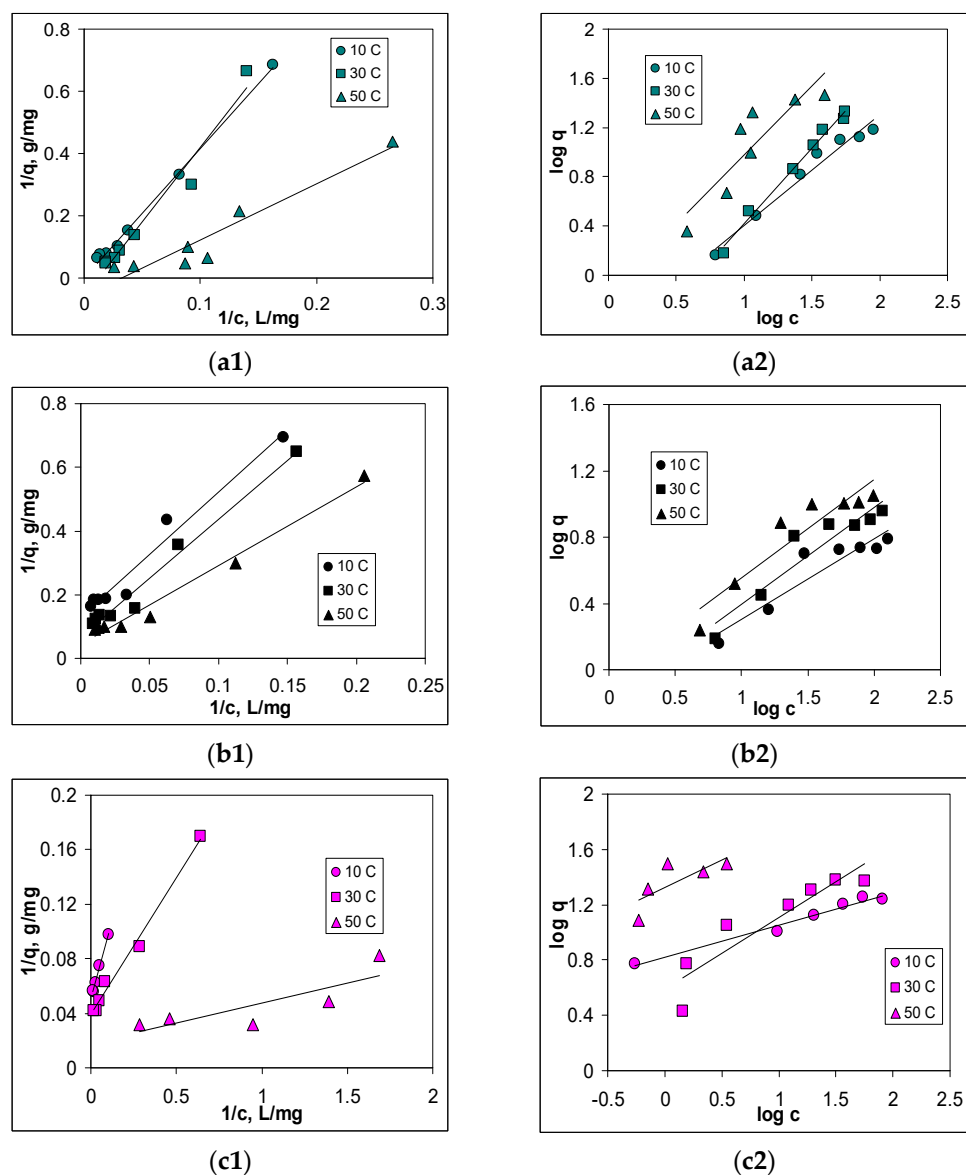 0.8
0.6
0.4
0.2
0
1/q, g/mg
10 C
30 C
50 C
0
0.1
0.2
0.3
1/c, L/mg
(a1)
2
1.6
1.2
0.8
0.4
0
log q
10 C
30 C
50 C
0
0.5
1
1.5
2
2.5
log c
(a2)
0.8
0.6
0.4
0.2
0
1/q, g/mg
10 C
30 C
50 C
0
0.05
0.1
0.15
0.2
0.25
1/c, L/mg
(b1)
1.6
1.2
0.8
0.4
0
log q
10 C
30 C
50 C
0
0.5
1
1.5
2
2.5
log c
(b2)
0.2
0.16
0.12
0.08
0.04
0
1/q, g/mg
10 C
30 C
50 C
0
0.5
1
1.5
2
1/c, L/mg
(c1)
2
1.6
1.2
0.8
0.4
0
log q
10 C
30 C
50 C
-0.5
0
0.5
1
1.5
2
2.5
log c
(c2)